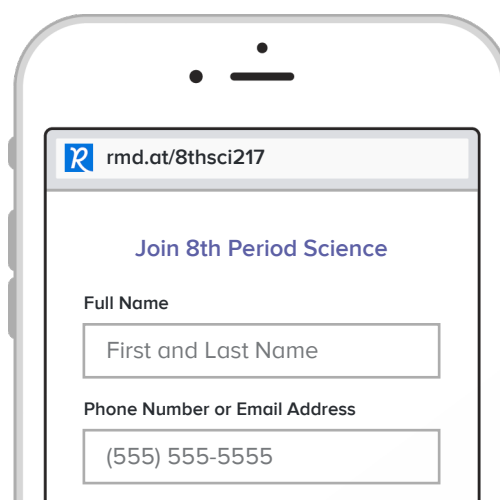 rmd.at/8thsci217
Join 8th Period Science
Full Name
First and Last Name
Phone Number or Email Address
(555) 555-5555